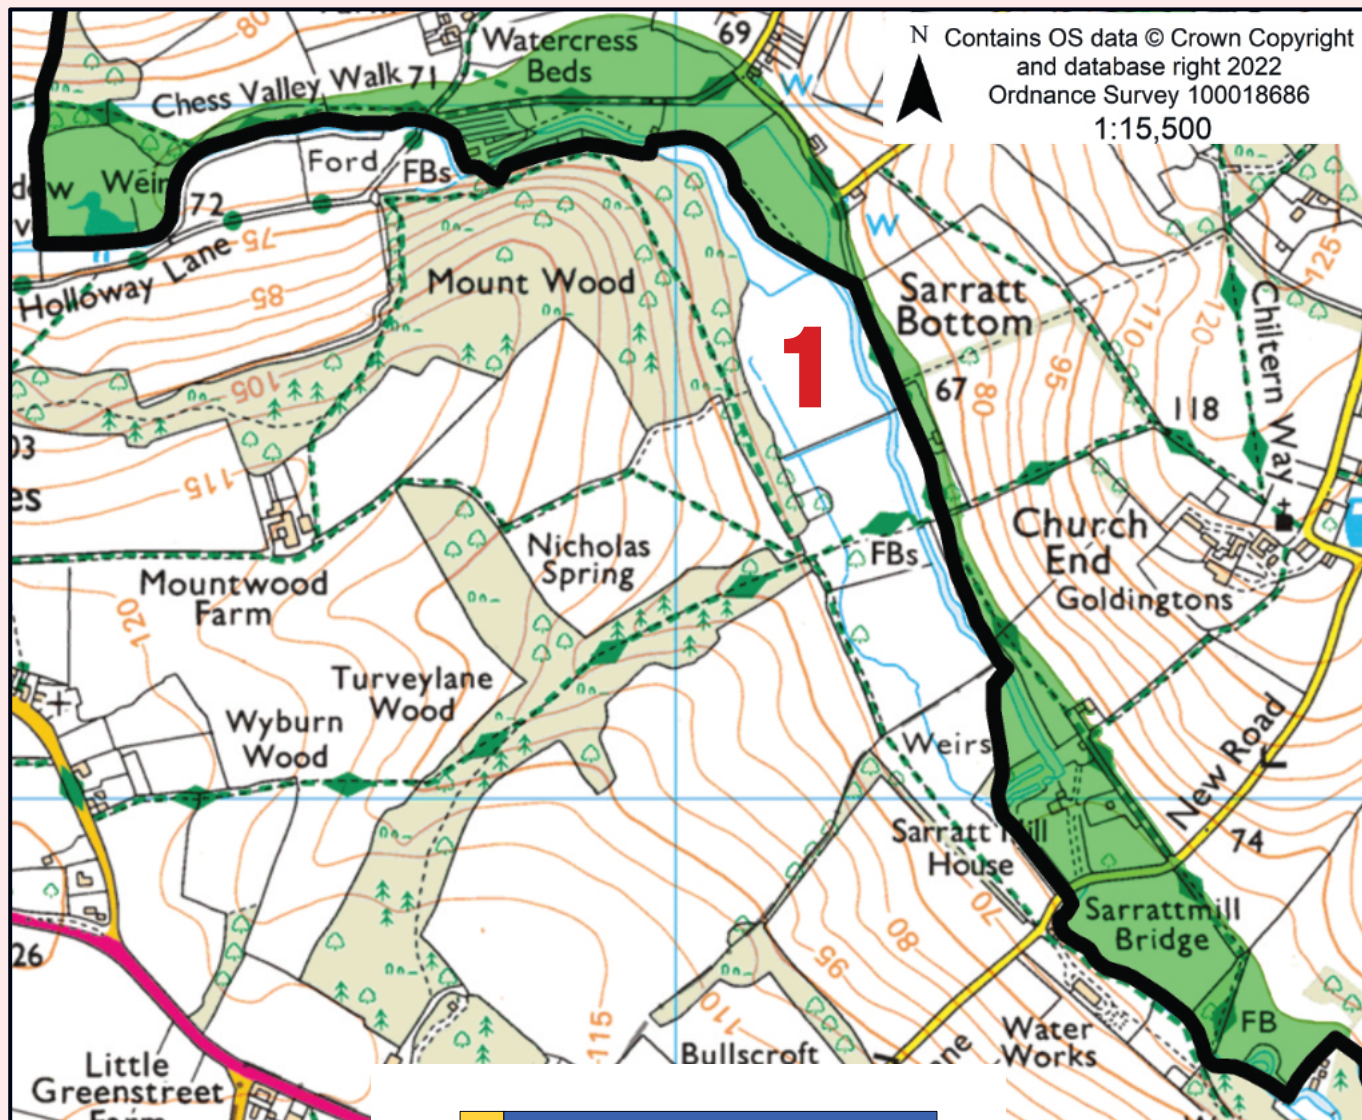 N
Contains OS data © Crown Copyright
and database right 2022
Ordnance Survey 100018686
1:15,500
80
Watercress
Beds
69
W
Chess Valley Walk 71
Weir
Ford
FBs
72
75
Holloway Lane
85
Mount Wood
W
Sarratt
Bottom
125
110
120
Chiltern Way
95
80
67
118
1
105
115
Nicholas
Spring
FBs
Church
End
Goldingtons
Mountwood
Farm
120
Turveylane
Wood
Wyburn
Wood
Weirs
New Road
74
Sarratt Mill
House
70
80
95
Sarrattmill
Bridge
26
110
115
FB
Water
Works
Bullscroft
Little
Greenstreet